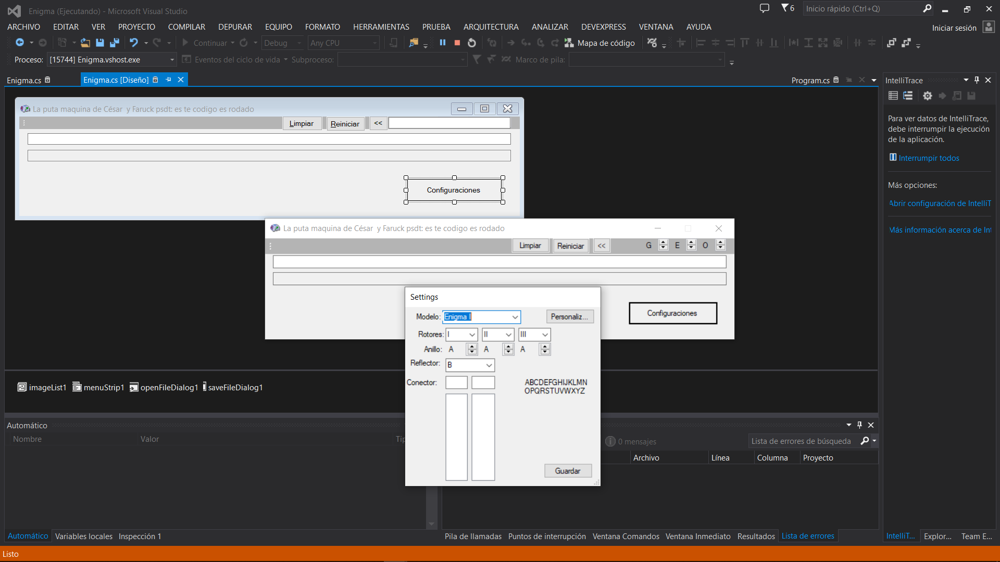 Enigma (Ejecutando) - Microsoft Visual Studio
6
Inicio rápido (Ctrl+Q)
ARCHIVO EDITAR VER PROYECTO COMPILAR DEPURAR EQUIPO FORMATO HERRAMIENTAS PRUEBA ARQUITECTURA ANALIZAR DEVEXPRESS VENTANA AYUDA
Iniciar sesión
Continuar Debug Any CPU Mapa de código
Proceso: [15744] Enigma.vshost.exe Eventos del ciclo de vida Subproceso: Marco de pila:
Enigma.cs Enigma.cs [Diseño] Program.cs
La puta maquina de César y Faruck psdt: es te codigo es rodado
Limpiar Reiniciar <<
Configuraciones
La puta maquina de César y Faruck psdt: es te codigo es rodado
Limpiar Reiniciar << G E O
Configuraciones
Settings
Modelo: Enigma I Personaliz...
Rotores: I II III
Anillo: A A A
Reflector: B
Conector:
ABCDEFGHIJKLMN
OPQRSTUVWXYZ
Guardar
imageList1 menuStrip1 openFileDialog1 saveFileDialog1
Automático
Nombre Valor Tip
0 mensajes
Lista de errores de búsqueda
Archivo Línea Columna Proyecto
Automático Variables locales Inspección 1
Pila de llamadas Puntos de interrupción Ventana Comandos Ventana Inmediato Resultados Lista de errores
IntelliTrace
Para ver datos de IntelliTrace,
debe interrumpir la ejecución
de la aplicación.
Interrumpir todos
Más opciones:
Abrir configuración de IntelliT
Más información acerca de Int
IntelliT... Explor... Team E...
Listo